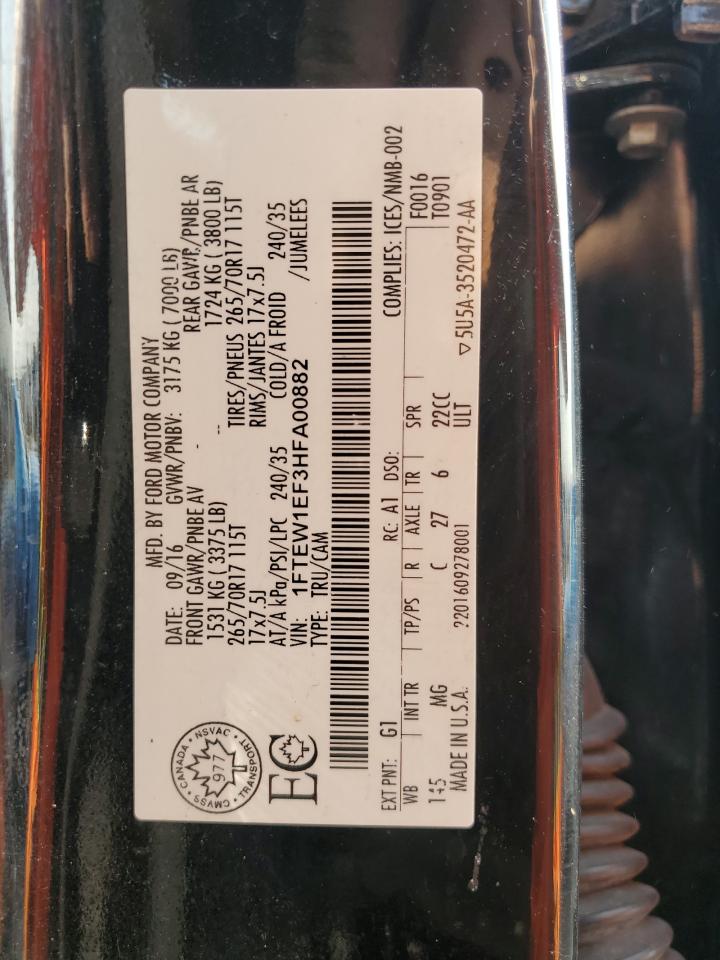 MFD. BY FORD MOTOR COMPANY
DATE: 09/16 GVWR/PNBV: 3175 KG ( 7000 LB)
FRONT GAWR/PNBE AV - REAR GAWR/PNBE AR
1531 KG ( 3375 LB) -- 1724 KG ( 3800 LB)
265/70R17 115T TIRES/PNEUS 265/70R17 115T
17x7.5J RIMS/JANTES 17x7.5J
AT/A kPa/PSI/LPC 240/35 COLD/A FROID 240/35
VIN: 1FTEW1EF3HFA00882 /JUMELEES
TYPE: TRU/CAM
CANADA • NSVAC • TRANSPORT • CMVSS •
977
EC
EXT PNT: G1 RC: A1 DSO: COMPLIES: ICES/NMB-002
WB INT TR TP/PS R AXLE TR SPR F0016
145 MG C 27 6 22CC T0901
MADE IN U.S.A. ?201609278001 ULT ▽5U5A-3520472-AA